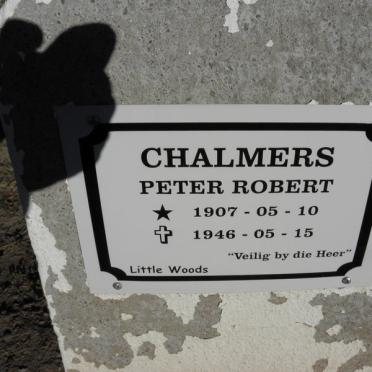 CHALMERS
PETER ROBERT
★ 1907 - 05 - 10
✞ 1946 - 05 - 15
"Veilig by die Heer"
Little Woods